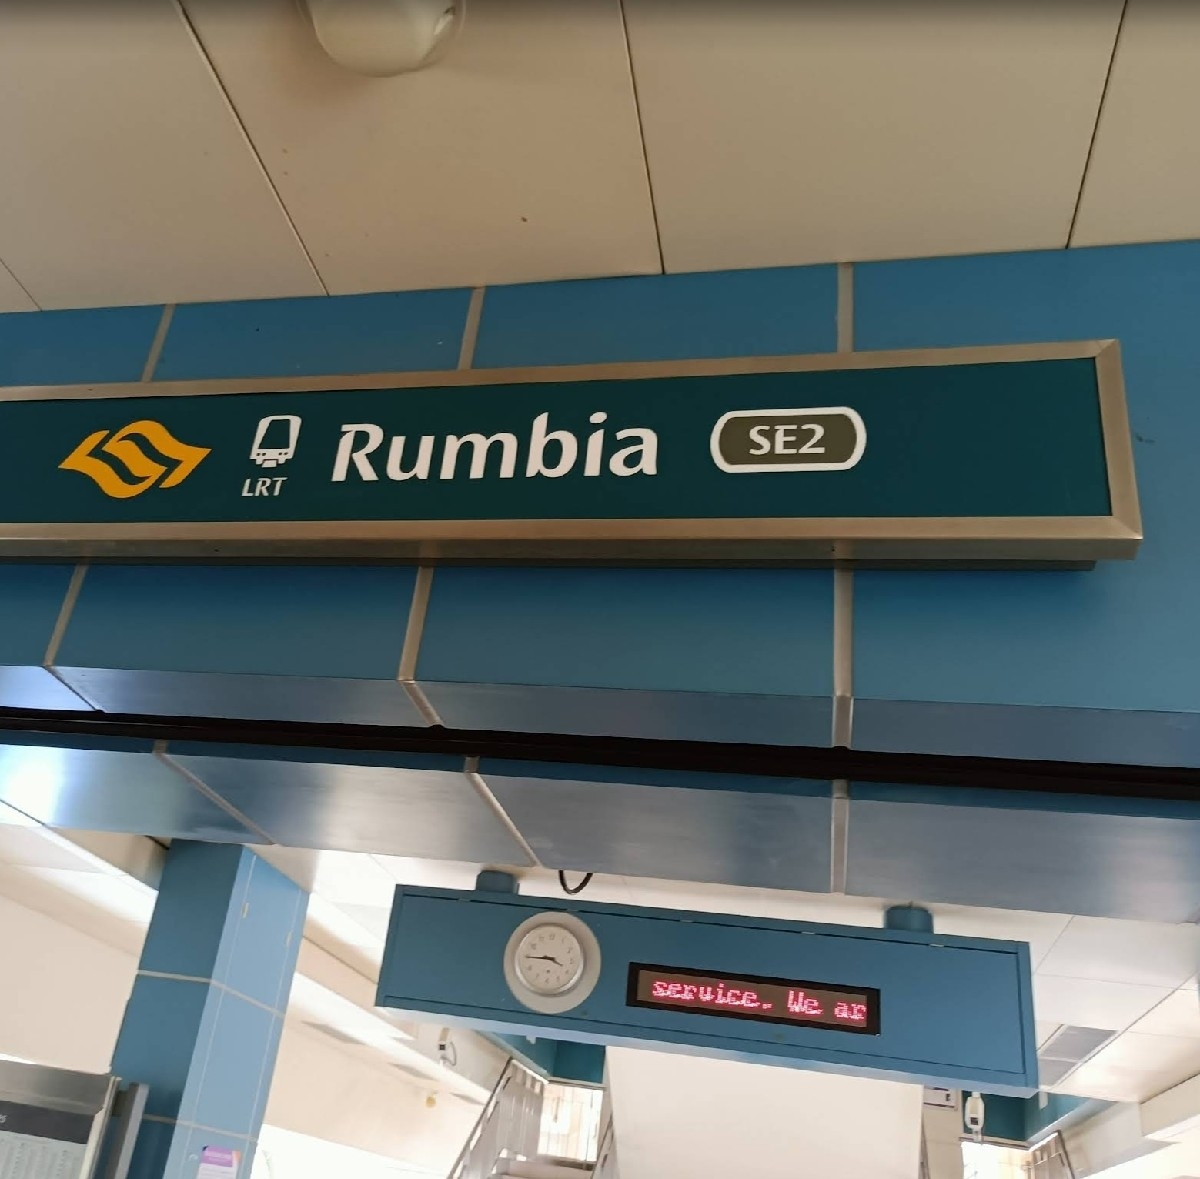 LRT
Rumbia
SE2
service. We ar